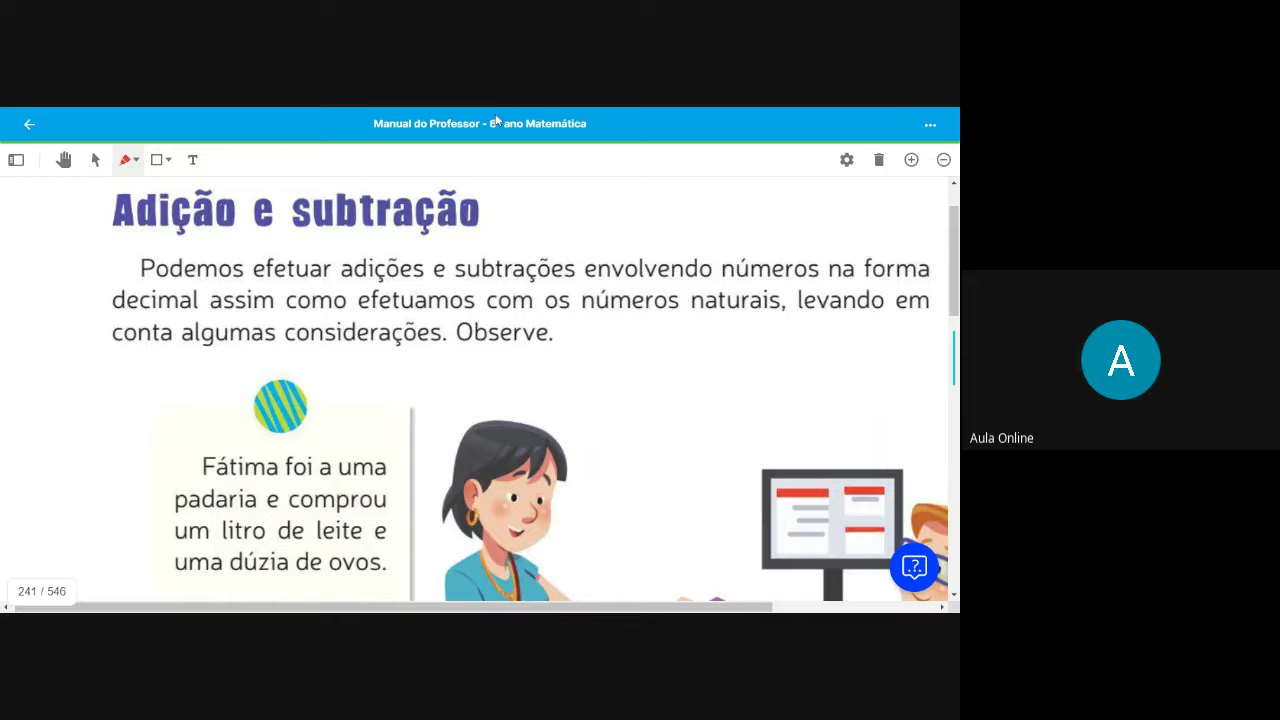 Manual do Professor - 6º ano Matemática
T
Adição e subtração
Podemos efetuar adições e subtrações envolvendo números na forma
decimal assim como efetuamos com os números naturais, levando em
conta algumas considerações. Observe.
Fátima foi a uma
padaria e comprou
um litro de leite e
uma dúzia de ovos.
241 / 546
?
A
Aula Online